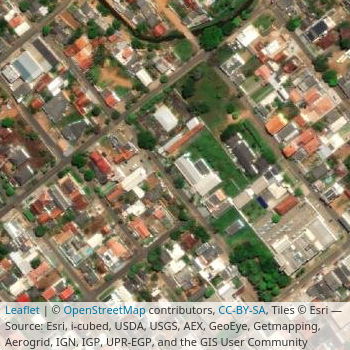 Leaflet | © OpenStreetMap contributors, CC-BY-SA, Tiles © Esri —
Source: Esri, i-cubed, USDA, USGS, AEX, GeoEye, Getmapping,
Aerogrid, IGN, IGP, UPR-EGP, and the GIS User Community